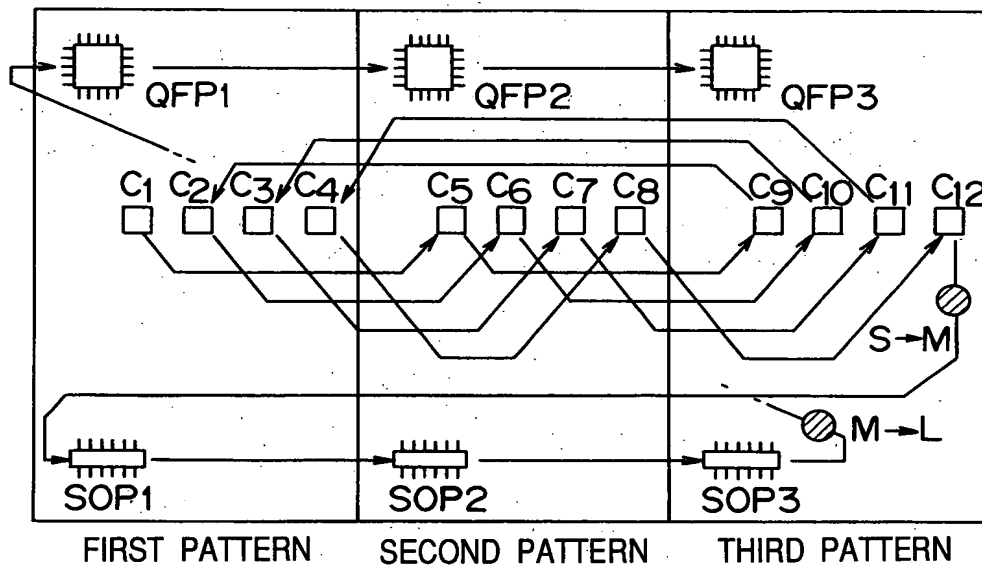 QFP1 QFP2 QFP3
C1 C2 C3 C4 C5 C6 C7 C8 C9 C10 C11 C12
S→M
M→L
SOP1 SOP2 SOP3
FIRST PATTERN SECOND PATTERN THIRD PATTERN